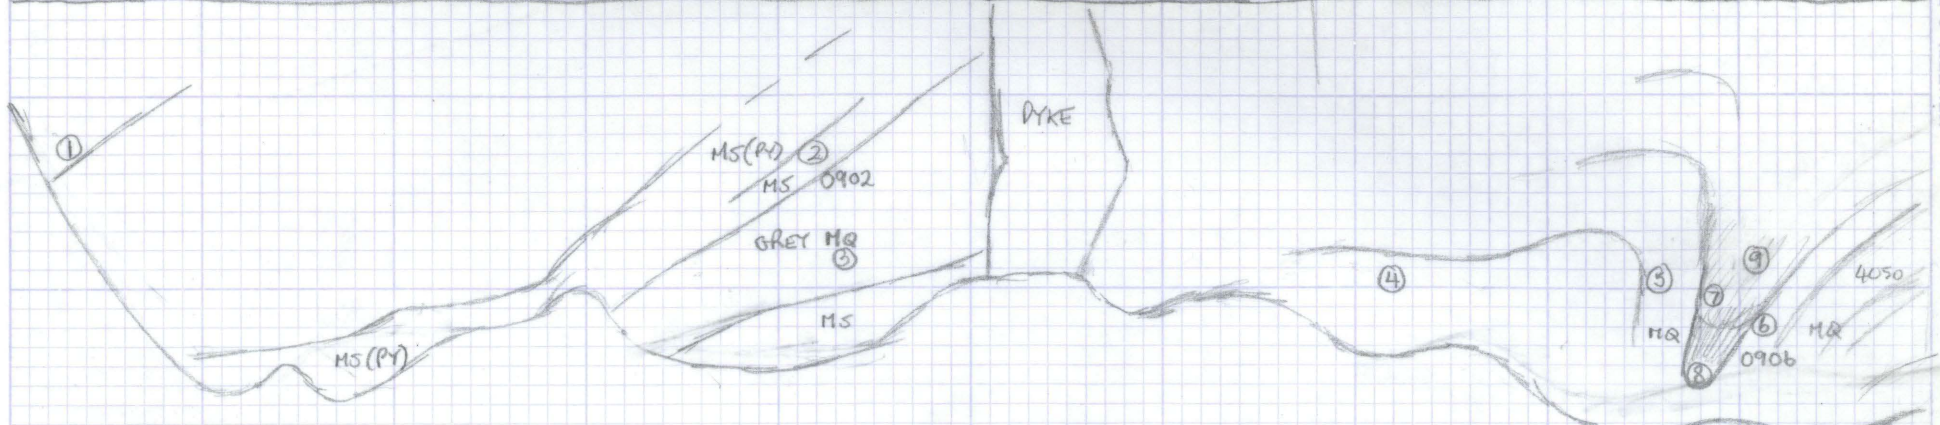 ①
MS(PY)
MS(PY) ②
MS 0902
GREY MQ
③
MS
DYKE
④
⑤
MQ
⑦
⑧
⑨
⑥
0906
MQ
4050